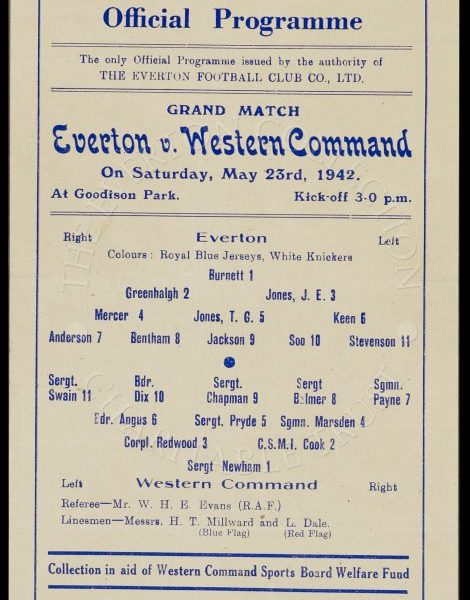 Official Programme
The only Official Programme issued by the authority of
THE EVERTON FOOTBALL CLUB CO., LTD.
GRAND MATCH
Everton v. Western Command
On Saturday, May 23rd, 1942.
At Goodison Park. Kick-off 3-0 p.m.
Right Everton Left
Colours: Royal Blue Jerseys, White Knickers
Burnett 1
Greenhalgh 2 Jones, J. E. 3
Mercer 4 Jones, T. G. 5 Keen 6
Anderson 7 Bentham 8 Jackson 9 Soo 10 Stevenson 11
Sergt. Bdr. Sergt. Sergt Sgmn.
Swain 11 Dix 10 Chapman 9 Bolmer 8 Payne 7
Bdr. Angus 6 Sergt. Pryde 5 Sgmn. Marsden 4
Corpl. Redwood 3 C.S.M.I. Cook 2
Sergt Newham 1
Left Western Command Right
Referee—Mr. W. H. E. Evans (R.A.F.)
Linesmen—Messrs. H. T. Millward and L. Dale.
(Blue Flag) (Red Flag)
Collection in aid of Western Command Sports Board Welfare Fund
THE EVERTON COLLECTION
CHARITABLE TRUST